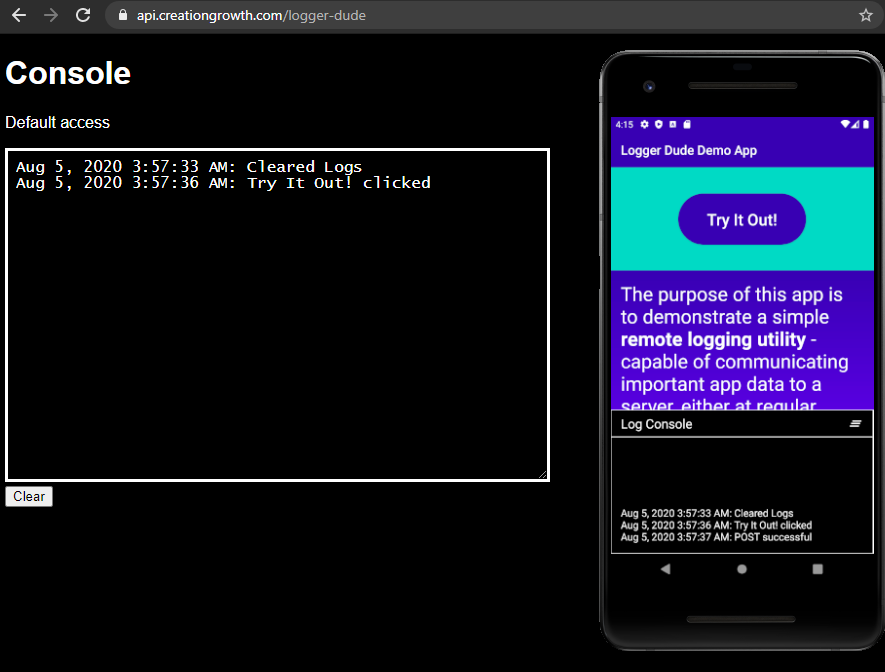 api.creationgrowth.com/logger-dude
Console
Default access
Aug 5, 2020 3:57:33 AM: Cleared Logs
Aug 5, 2020 3:57:36 AM: Try It Out! clicked
Clear
4:15
Logger Dude Demo App
Try It Out!
The purpose of this app is
to demonstrate a simple
remote logging utility -
capable of communicating
important app data to a
server, either at regular
Log Console
Aug 5, 2020 3:57:33 AM: Cleared Logs
Aug 5, 2020 3:57:36 AM: Try It Out! clicked
Aug 5, 2020 3:57:37 AM: POST successful